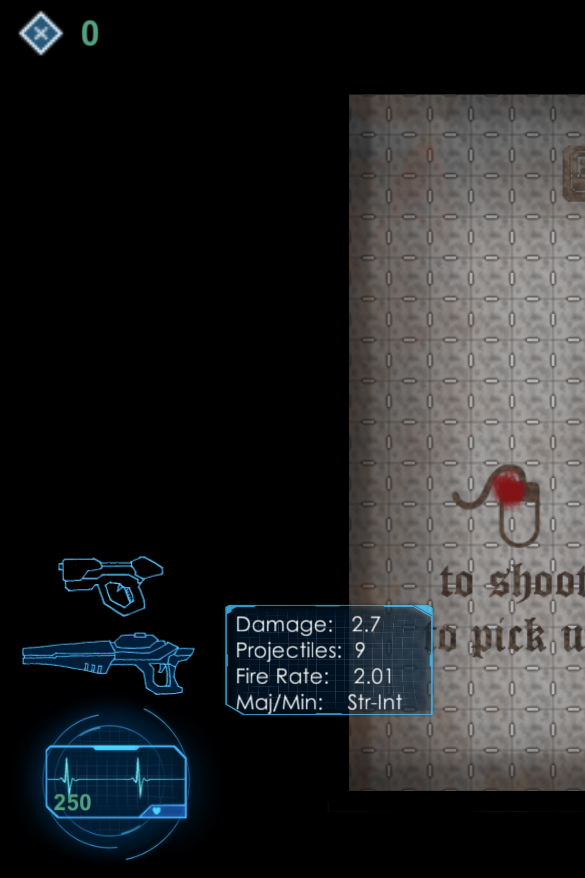 0
to shoot
to pick u
Damage: 2.7
Projectiles: 9
Fire Rate: 2.01
Maj/Min: Str-Int
250